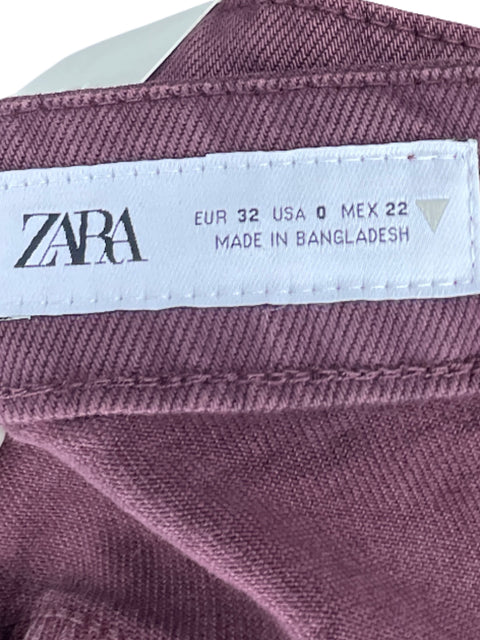 ZARA
EUR 32 USA 0 MEX 22
MADE IN BANGLADESH